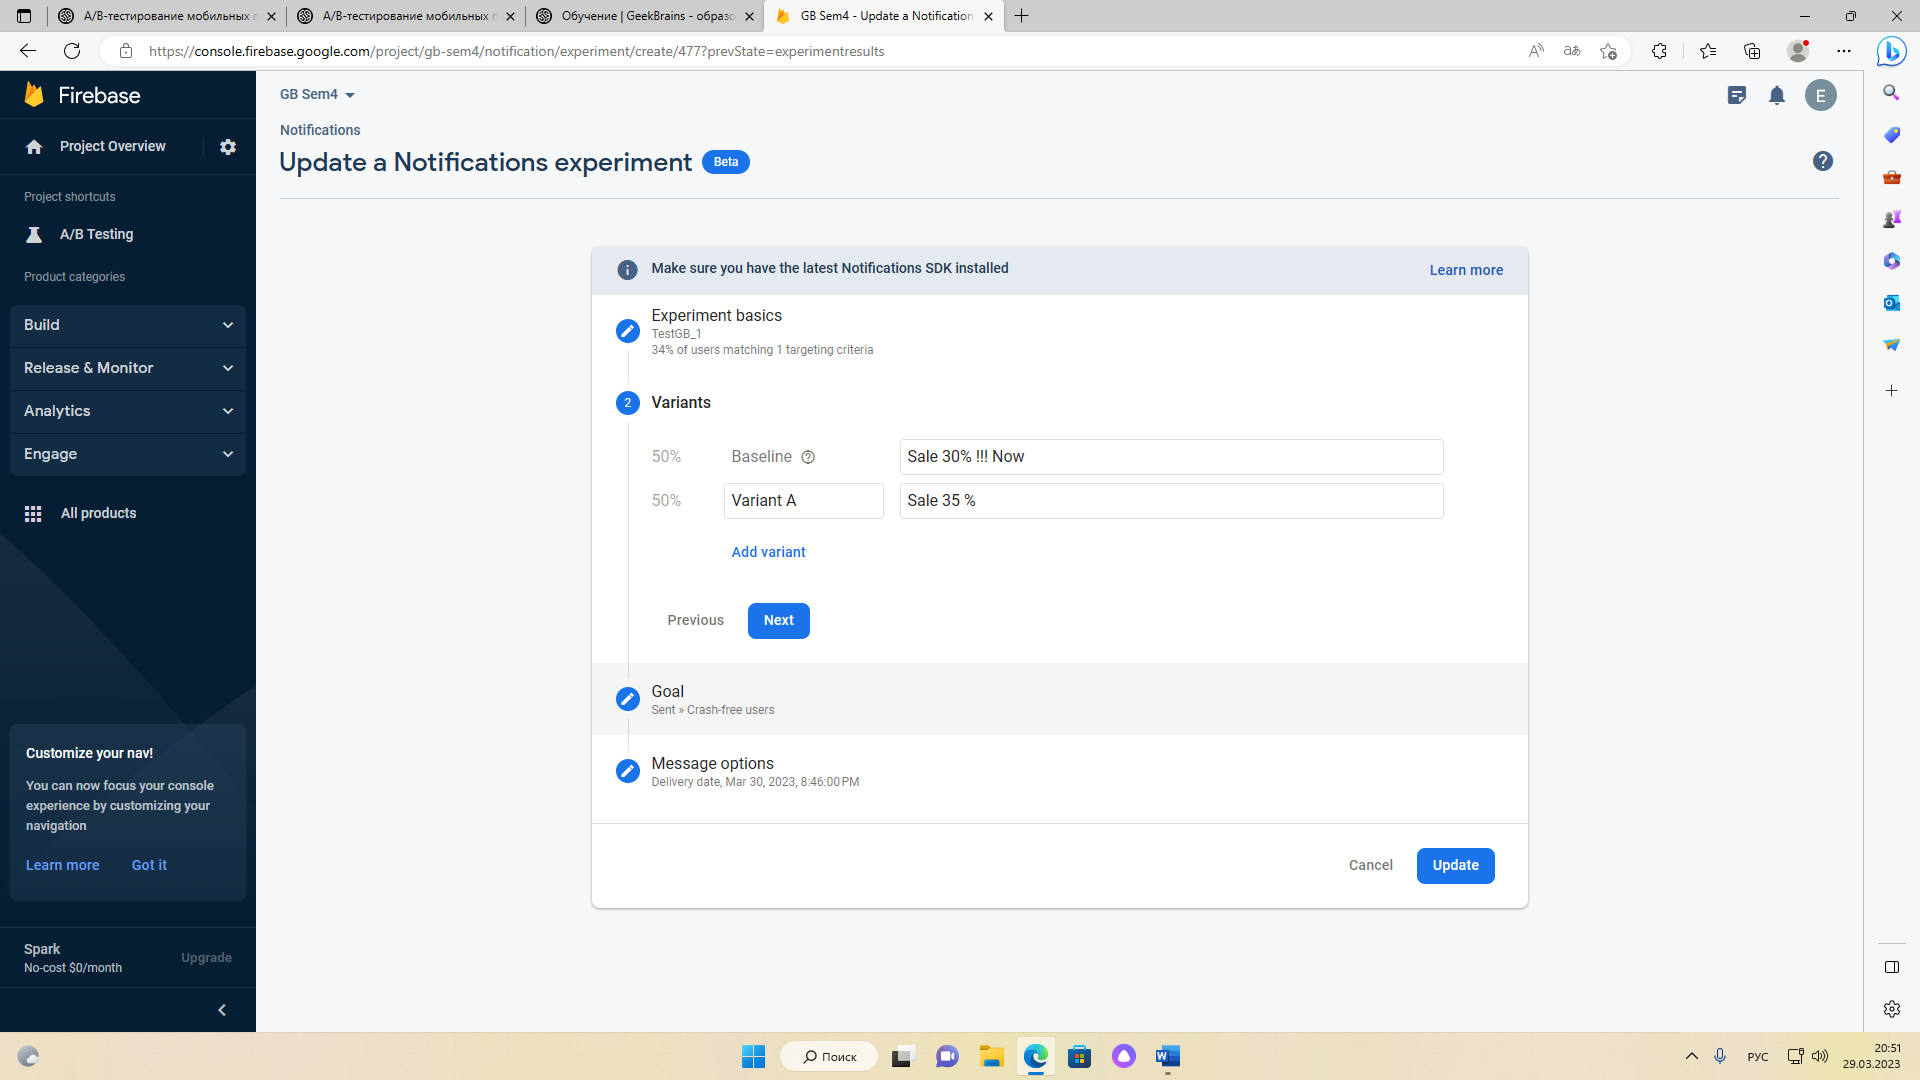 А/В-тестирование мобильных п
А/В-тестирование мобильных п
Обучение | GeekBrains - образо
GB Sem4 - Update a Notification
https://console.firebase.google.com/project/gb-sem4/notification/experiment/create/477?prevState=experimentresults
Firebase
Project Overview
Project shortcuts
A/B Testing
Product categories
Build
Release & Monitor
Analytics
Engage
All products
Customize your nav!
You can now focus your console
experience by customizing your
navigation
Learn more
Got it
Spark
No-cost $0/month
Upgrade
GB Sem4
E
Notifications
Update a Notifications experiment
Beta
Make sure you have the latest Notifications SDK installed
Learn more
Experiment basics
TestGB_1
34% of users matching 1 targeting criteria
2
Variants
50%
Baseline
Sale 30% !!! Now
50%
Variant A
Sale 35 %
Add variant
Previous
Next
Goal
Sent » Crash-free users
Message options
Delivery date, Mar 30, 2023, 8:46:00 PM
Cancel
Update
Поиск
РУС
20:51
29.03.2023